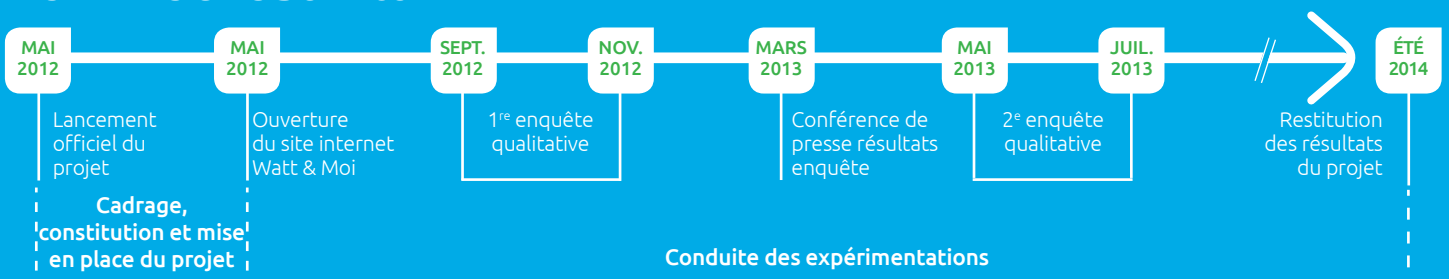 MAI
2012
MAI
2012
SEPT.
2012
NOV.
2012
MARS
2013
MAI
2013
JUIL.
2013
ÉTÉ
2014
Lancement
officiel du
projet
Ouverture
du site internet
Watt & Moi
1re enquête
qualitative
Conférence de
presse résultats
enquête
2e enquête
qualitative
Restitution
des résultats
du projet
Cadrage,
constitution et mise
en place du projet
Conduite des expérimentations